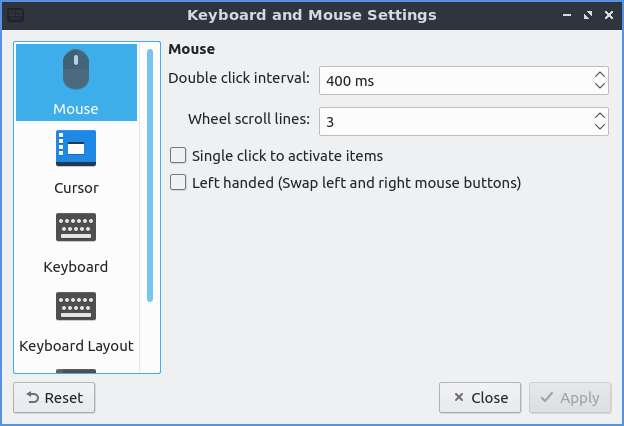 Keyboard and Mouse Settings
Mouse
Cursor
Keyboard
Keyboard Layout
Mouse
Double click interval: 400 ms
Wheel scroll lines: 3
Single click to activate items
Left handed (Swap left and right mouse buttons)
Reset
Close
Apply